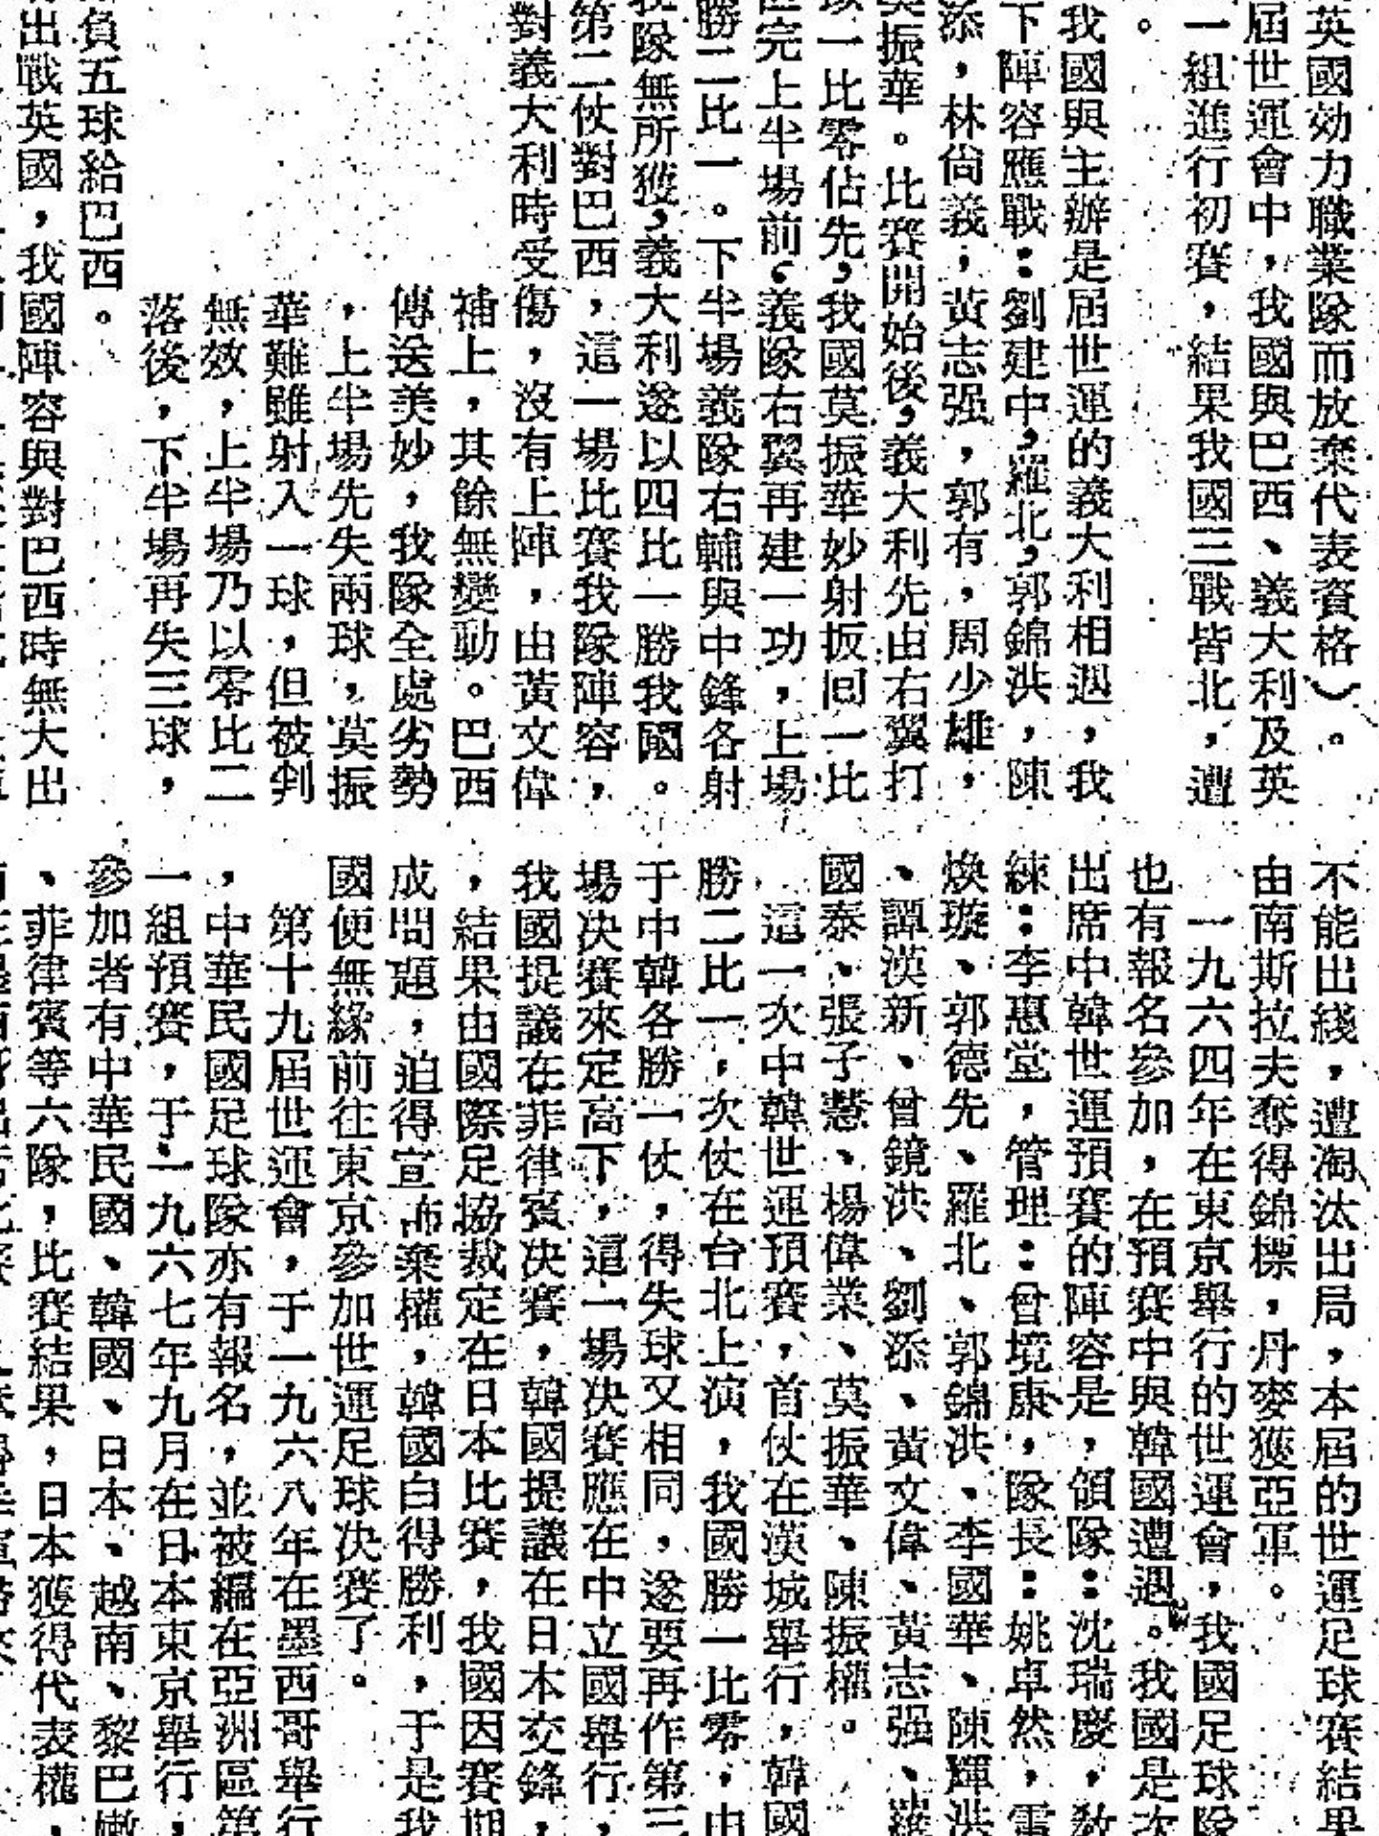 英國効力職業隊而放棄代表資格）。
屆世運會中，我國與巴西、義大利及英
一組進行初賽，結果我國三戰皆北，遭
。
我國與主辦是屆世運的義大利相遇，我
下陣容應戰：劉建中，羅北，郭錦洪，陳
添，林尙義，黃志强，郭有，周少雄，
莫振華。比賽開始後，義大利先由右翼打
一比零佔先，我國莫振華妙射扳回一比
完上半場前，義隊右翼再建一功，上場
勝二比一。下半場義隊右輔與中鋒各射
我隊無所獲，義大利遂以四比一勝我國。
第二仗對巴西，這一場比賽我隊陣容，
對義大利時受傷，沒有上陣，由黃文偉
補上，其餘無變動。巴西
傳送美妙，我隊全處劣勢
，上半場先失兩球，莫振
華難雖射入一球，但被判
無效，上半場乃以零比二
落後，下半場再失三球，
負五球給巴西。
出戰英國，我國陣容與對巴西時無大出
不能出綫，遭淘汰出局，本屆的世運足球賽結果
由南斯拉夫奪得錦標，丹麥獲亞軍。
一九六四年在東京舉行的世運會，我國足球隊
也有報名參加，在預賽中與韓國遭遇。我國是次
出席中韓世運預賽的陣容是，領隊：沈瑞慶，敎
練：李惠堂，管理：曾境康，隊長：姚卓然，雷
煥璇、郭德先、羅北、郭錦洪、李國華、陳輝洪
、譚漢新、曾鏡洪、劉添、黃文偉、黃志强、羅
國泰、張子慧、楊偉業、莫振華、陳振權。
這一次中韓世運預賽，首仗在漢城舉行，韓國
勝二比一，次仗在台北上演，我國勝一比零，由
于中韓各勝一仗，得失球又相同，遂要再作第三
場决賽來定高下，這一場决賽應在中立國舉行，
我國提議在菲律賓决賽，韓國提議在日本交鋒，
，結果由國際足協裁定在日本比賽，我國因賽期
成問題，迫得宣布棄權，韓國白得勝利，于是我
國便無緣前往東京參加世運足球决賽了。
第十九屆世運會，于一九六八年在墨西哥舉行
，中華民國足球隊亦有報名，並被編在亞洲區第
一組預賽，于一九六七年九月在日本東京舉行，
參加者有中華民國、韓國、日本、越南、黎巴嫩
、菲律賓等六隊，比賽結果，日本獲得代表權，